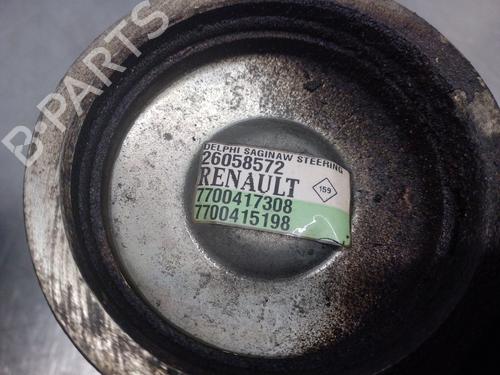 B-PARTS
DELPHI SAGINAW STEERING
26058572
RENAULT
159
7700417308
7700415198